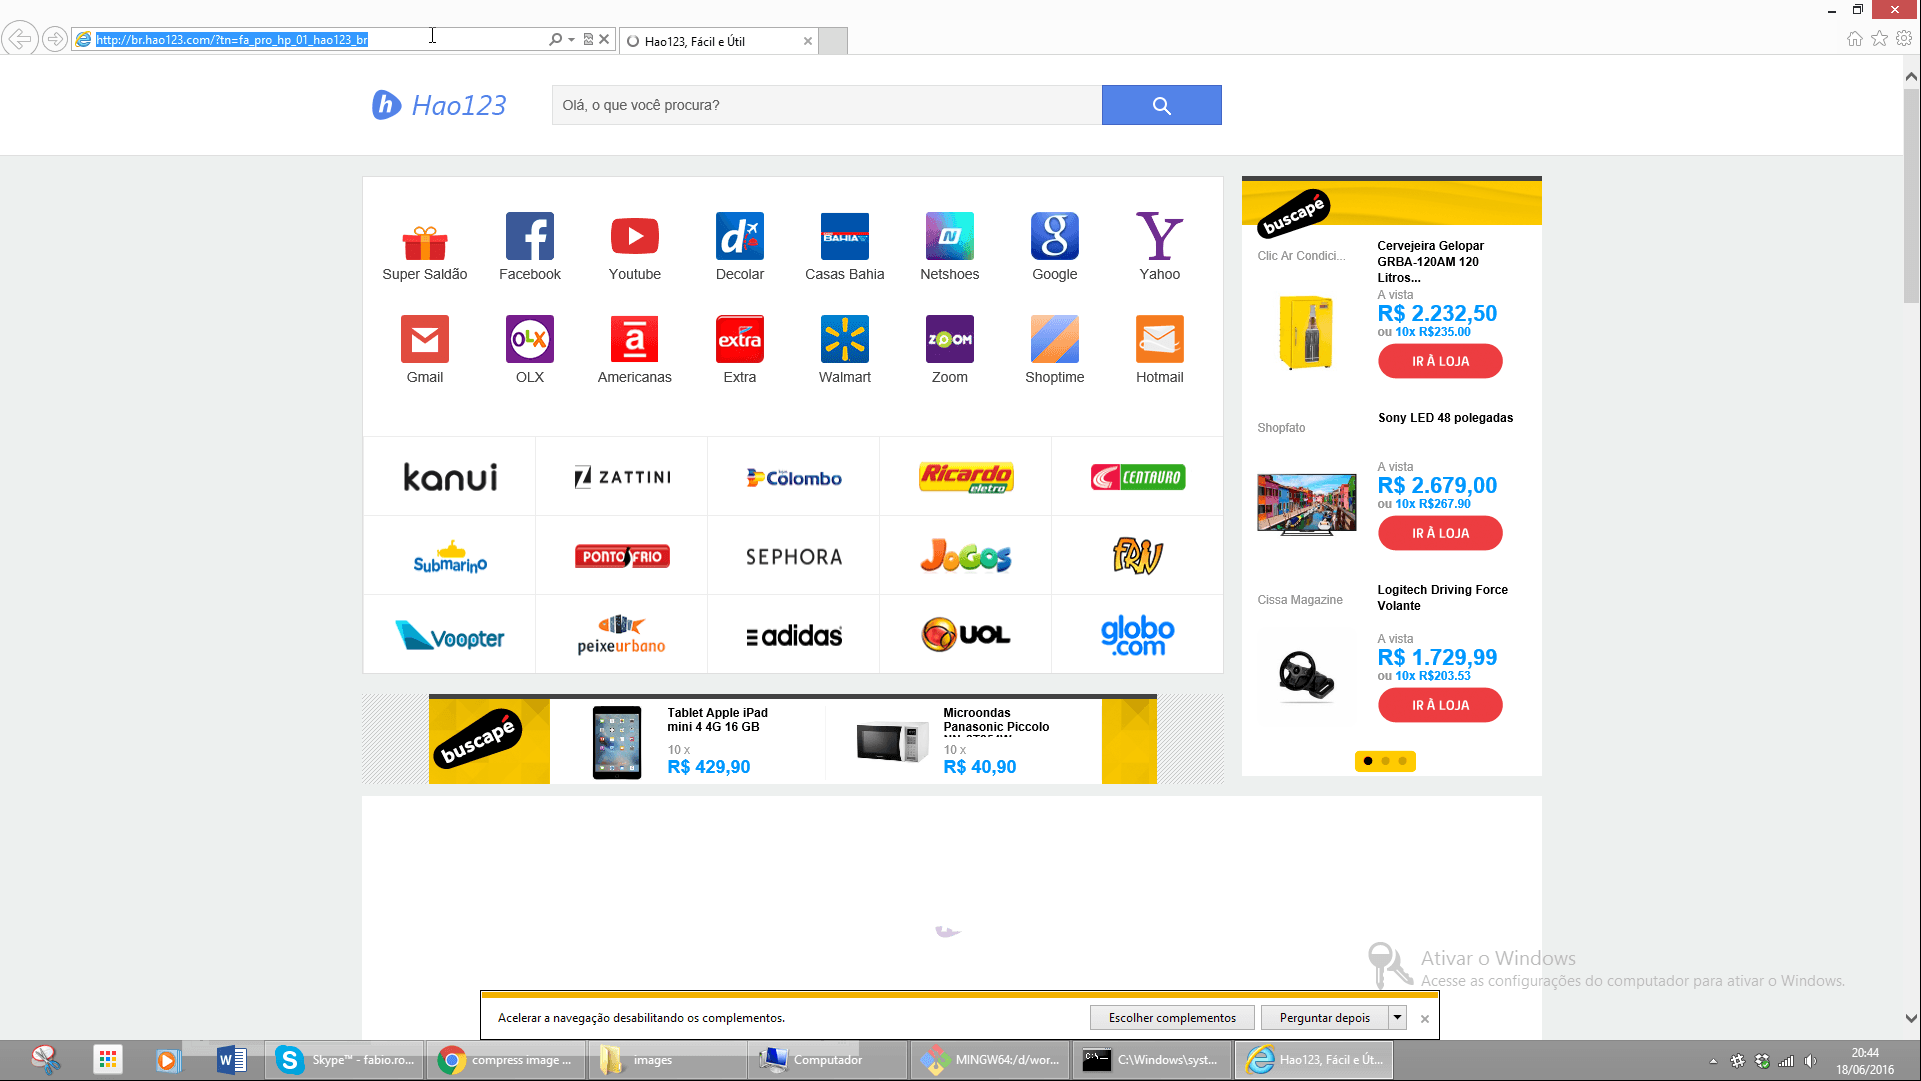 http://br.hao123.com/?tn=fa_pro_hp_01_hao123_br
Hao123, Fácil e Útil
h Hao123
Olá, o que você procura?
Super Saldão
Facebook
Youtube
Decolar
Casas Bahia
Netshoes
Google
Yahoo
Gmail
OLX
Americanas
Extra
Walmart
Zoom
Shoptime
Hotmail
kanui
ZATTINI
Colombo
Ricardo eletro
CENTAURO
Submarino
PONTO FRIO
SEPHORA
JOGOS
FRIV
Voopter
peixeurbano
adidas
UOL
globo.com
buscapé
Clic Ar Condici...
Cervejeira Gelopar
GRBA-120AM 120
Litros...
A vista
R$ 2.232,50
ou 10x R$235.00
IR À LOJA
Shopfato
Sony LED 48 polegadas
A vista
R$ 2.679,00
ou 10x R$267.90
IR À LOJA
Cissa Magazine
Logitech Driving Force
Volante
A vista
R$ 1.729,99
ou 10x R$203.53
IR À LOJA
buscapé
Tablet Apple iPad
mini 4 4G 16 GB
10 x
R$ 429,90
Microondas
Panasonic Piccolo
10 x
R$ 40,90
Ativar o Windows
Acesse as configurações do computador para ativar o Windows.
Acelerar a navegação desabilitando os complementos.
Escolher complementos
Perguntar depois
Skype™ - fabio.ro...
compress image ...
images
Computador
MINGW64:/d/wor...
C:\Windows\syst...
Hao123, Fácil e Út...
20:44
18/06/2016